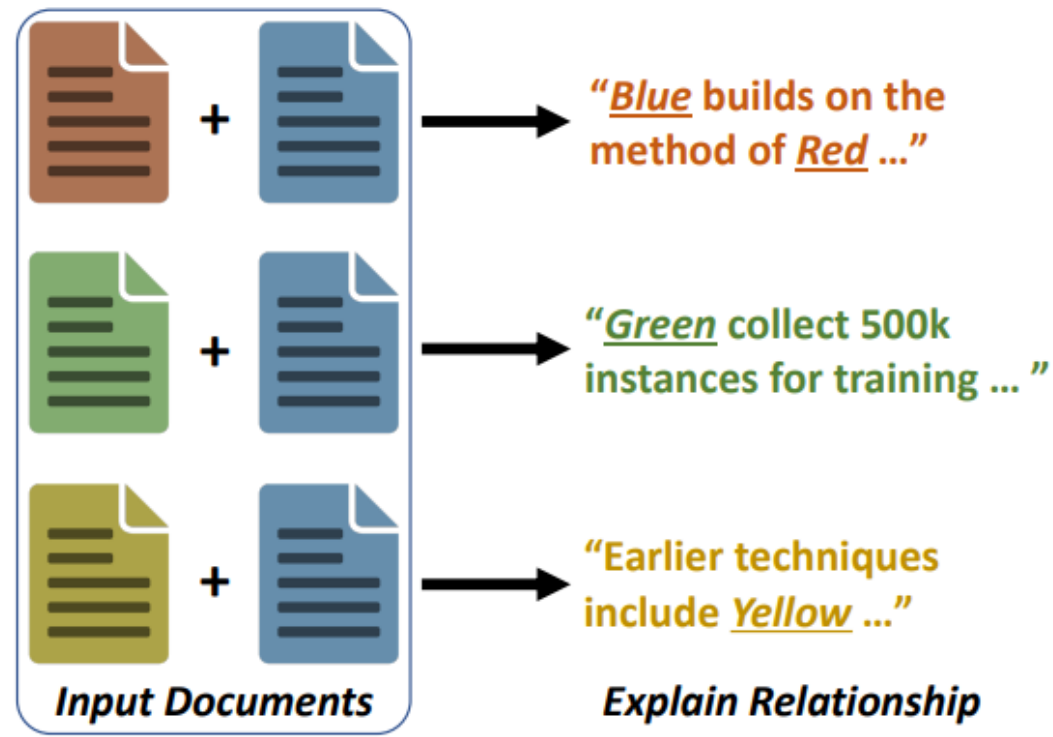 +
“Blue builds on the
method of Red ...”
+
“Green collect 500k
instances for training ... ”
+
“Earlier techniques
include Yellow ...”
Input Documents
Explain Relationship